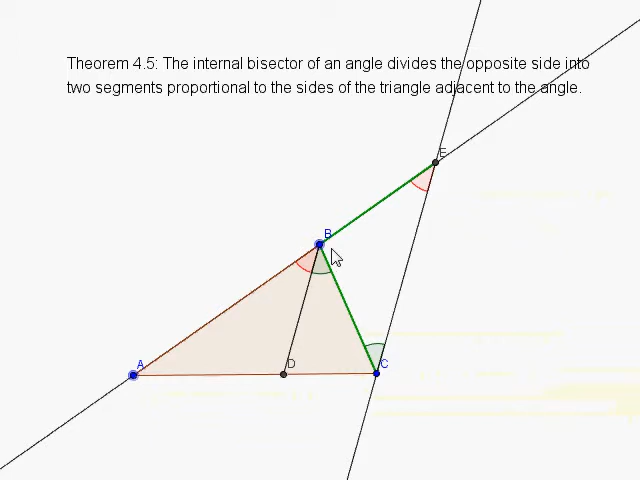 Theorem 4.5: The internal bisector of an angle divides the opposite side into
two segments proportional to the sides of the triangle adjacent to the angle.
E
B
A
D
C